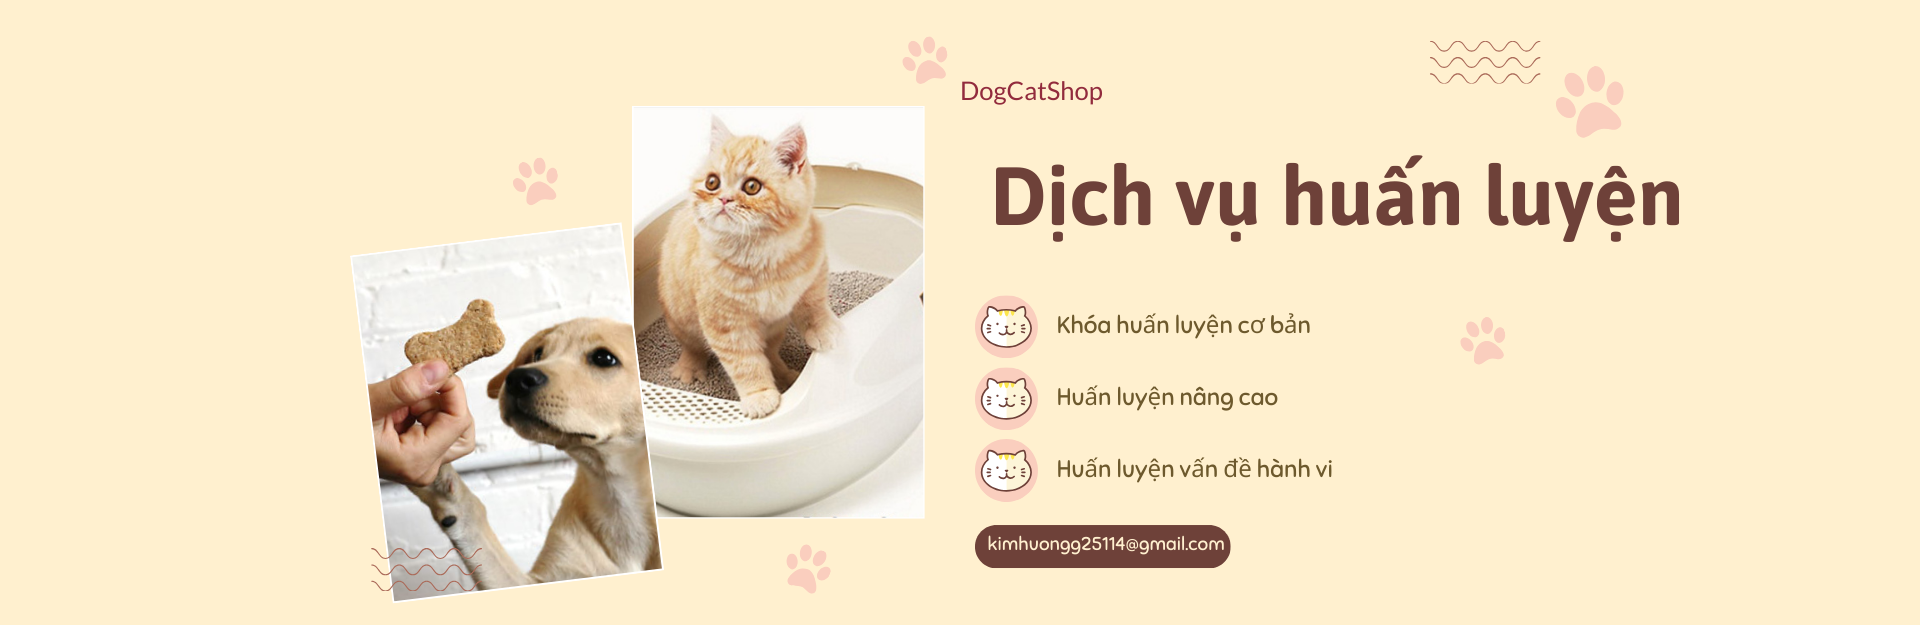 DogCatShop
Dịch vụ huấn luyện
Khóa huấn luyện cơ bản
Huấn luyện nâng cao
Huấn luyện vấn đề hành vi
kimhuongg25114@gmail.com